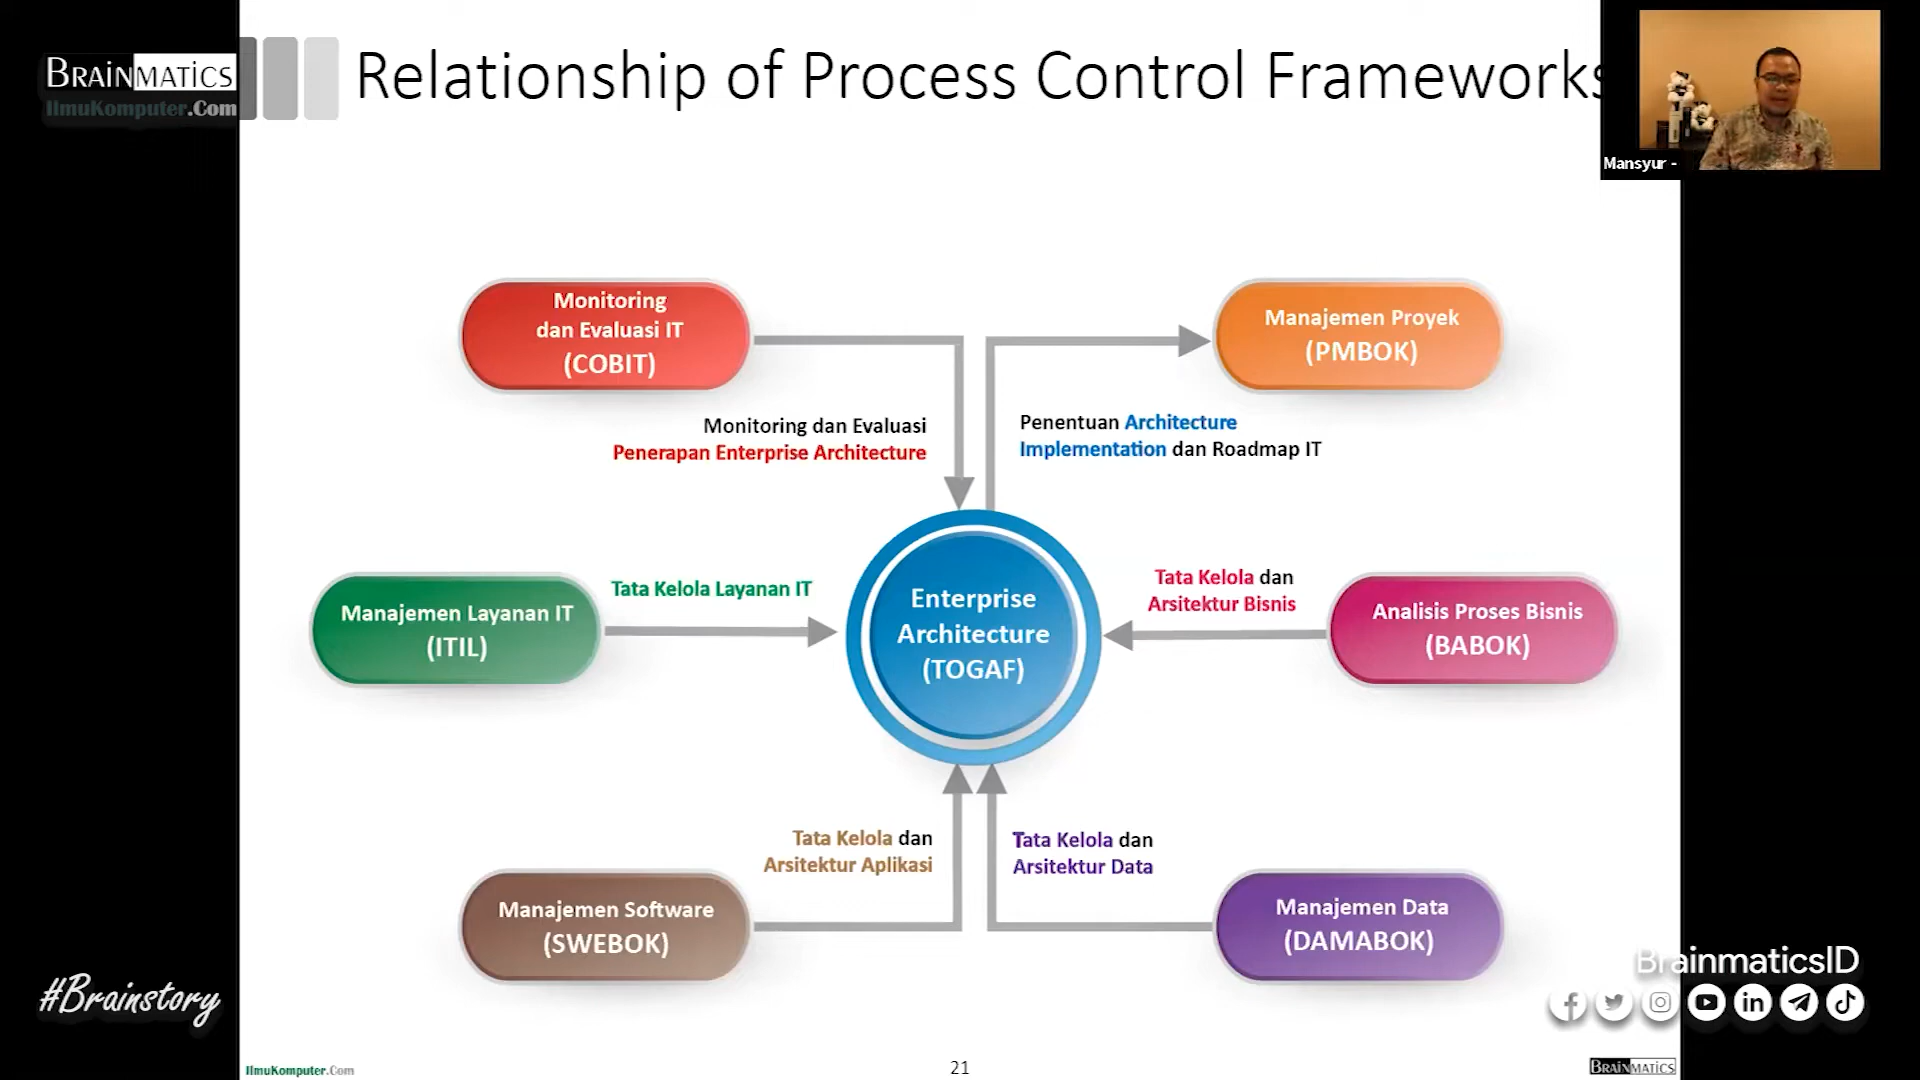 BRAINMATICS
IlmuKomputer.Com
Relationship of Process Control Frameworks
Mansyur -
Monitoring
dan Evaluasi IT
(COBIT)
Manajemen Proyek
(PMBOK)
Monitoring dan Evaluasi
Penerapan Enterprise Architecture
Penentuan Architecture
Implementation dan Roadmap IT
Manajemen Layanan IT
(ITIL)
Tata Kelola Layanan IT
Enterprise
Architecture
(TOGAF)
Tata Kelola dan
Arsitektur Bisnis
Analisis Proses Bisnis
(BABOK)
Tata Kelola dan
Arsitektur Aplikasi
Tata Kelola dan
Arsitektur Data
Manajemen Software
(SWEBOK)
Manajemen Data
(DAMABOK)
#Brainstory
BrainmaticsID
IlmuKomputer.Com
21
BRAINMATICS